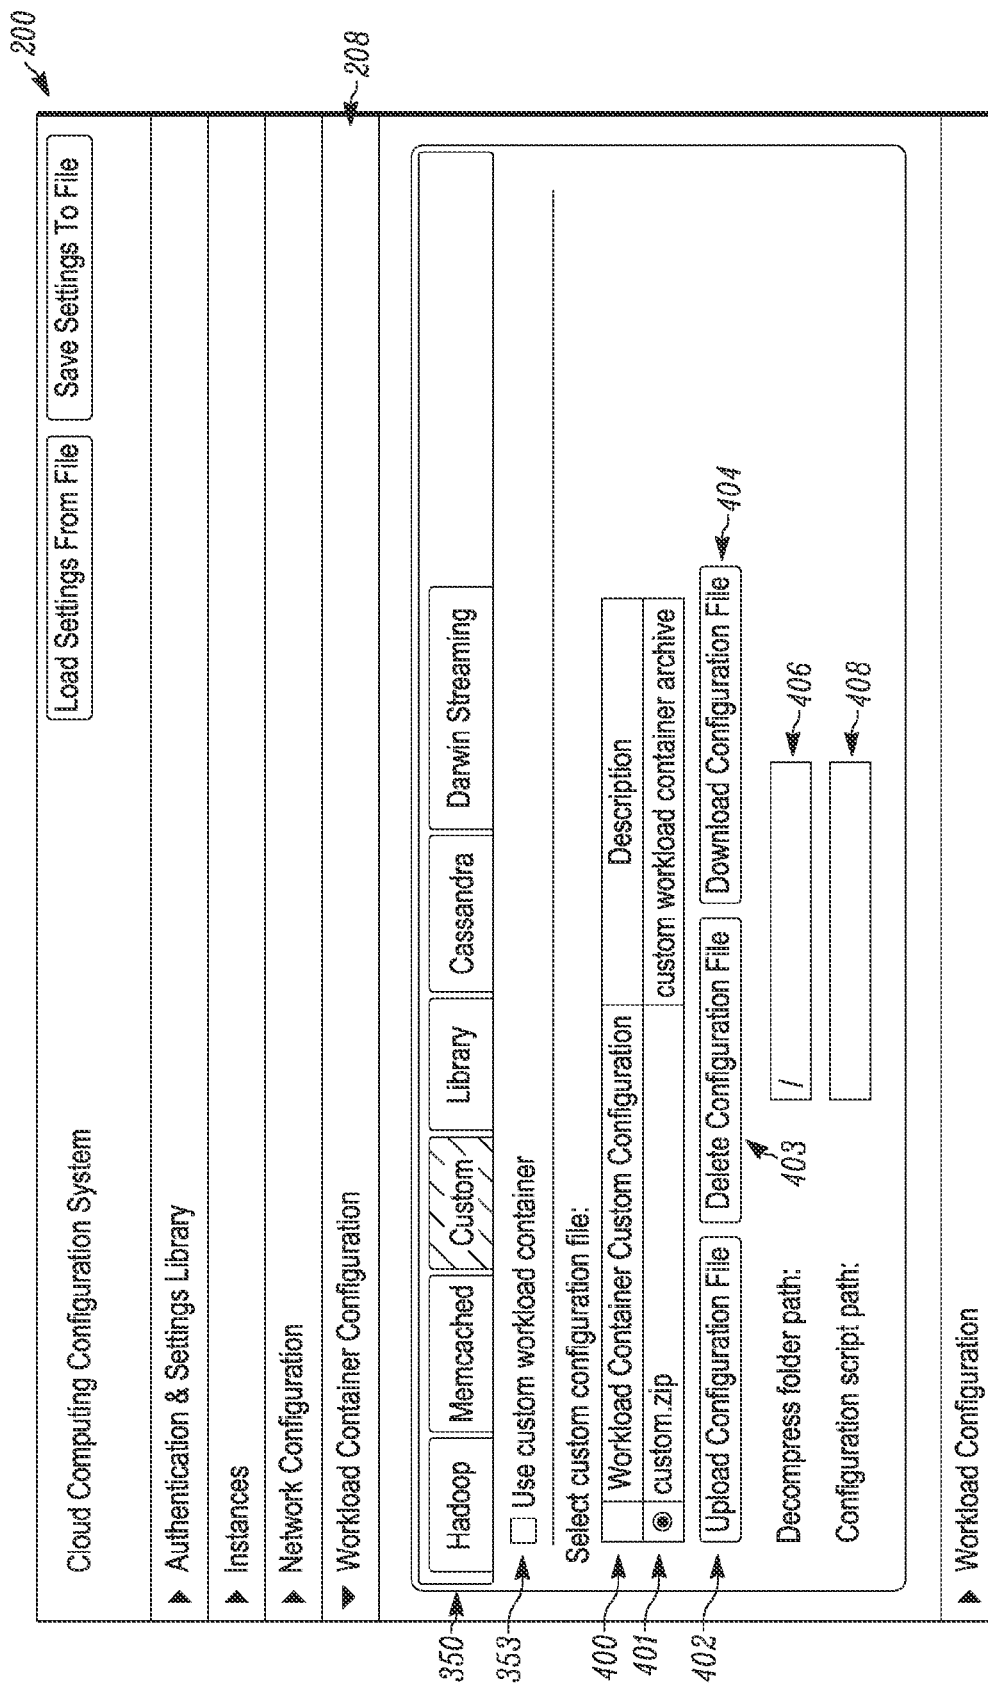 200
Cloud Computing Configuration System
Load Settings From File
Save Settings To File
Authentication & Settings Library
Instances
Network Configuration
Workload Container Configuration
208
350
Hadoop
Memcached
Custom
Library
Cassandra
Darwin Streaming
353
Use custom workload container
Select custom configuration file:
400
Workload Container Custom Configuration
Description
401
custom.zip
custom workload container archive
402
Upload Configuration File
Delete Configuration File
Download Configuration File
404
403
Decompress folder path:
/
406
Configuration script path:
408
Workload Configuration